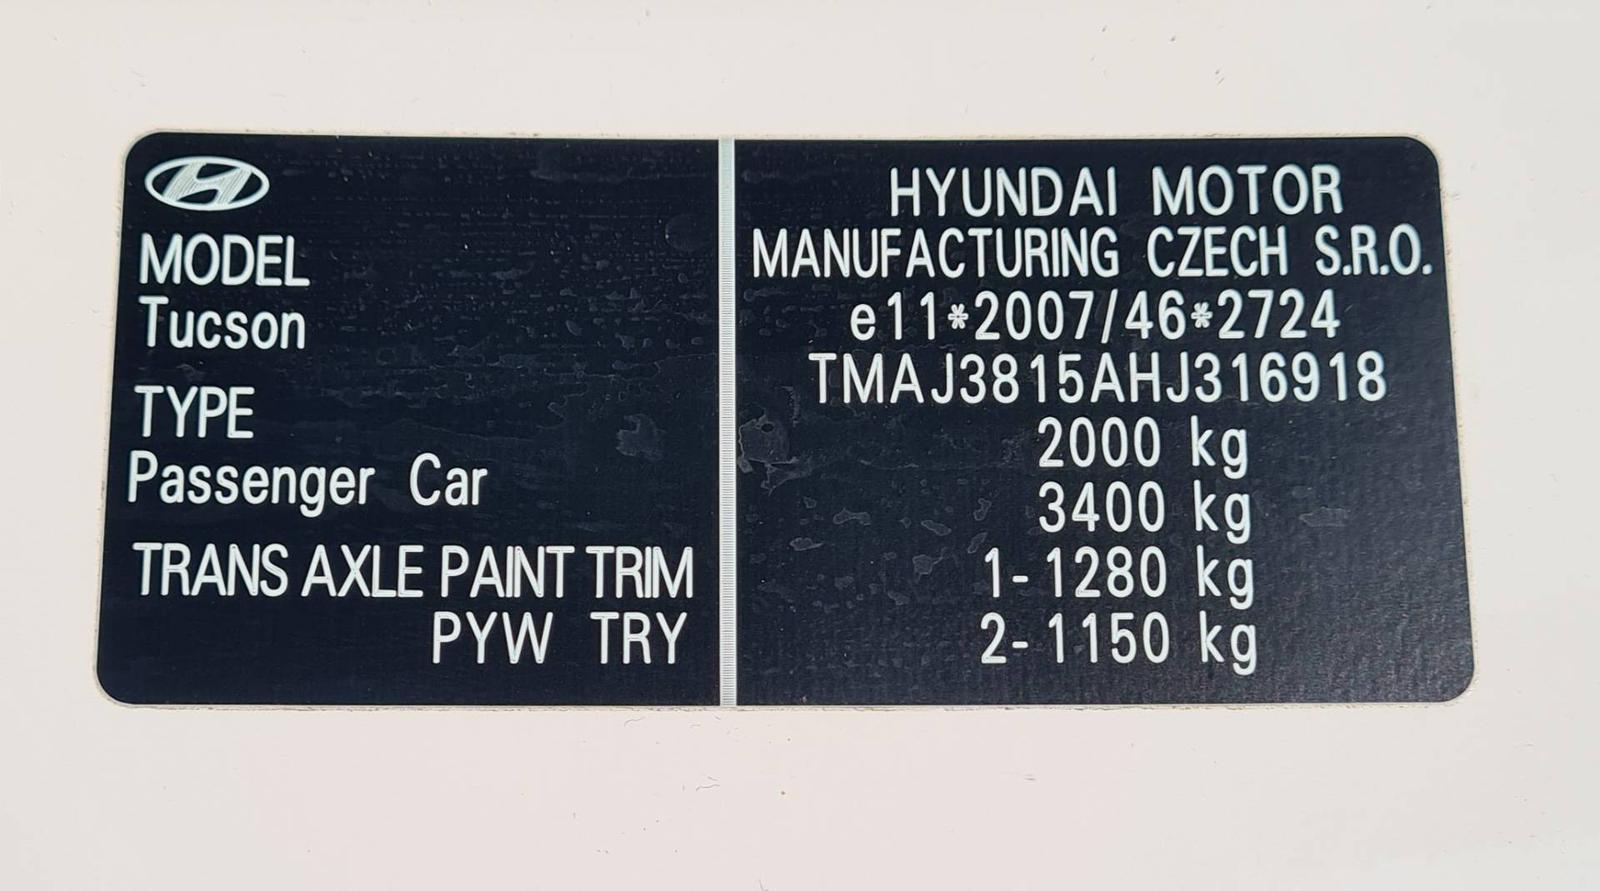 MODEL
Tucson
TYPE
Passenger Car
TRANS AXLE PAINT TRIM
PYW TRY
HYUNDAI MOTOR
MANUFACTURING CZECH S.R.O.
e11*2007/46*2724
TMAJ3815AHJ316918
2000 kg
3400 kg
1-1280 kg
2-1150 kg